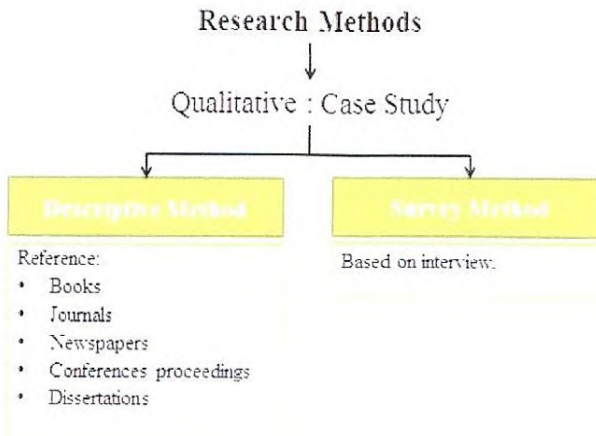 Research Methods
Qualitative : Case Study
Descriptive Method
Survey Method
Reference:
• Books
• Journals
• Newspapers
• Conferences proceedings
• Dissertations
Based on interview.